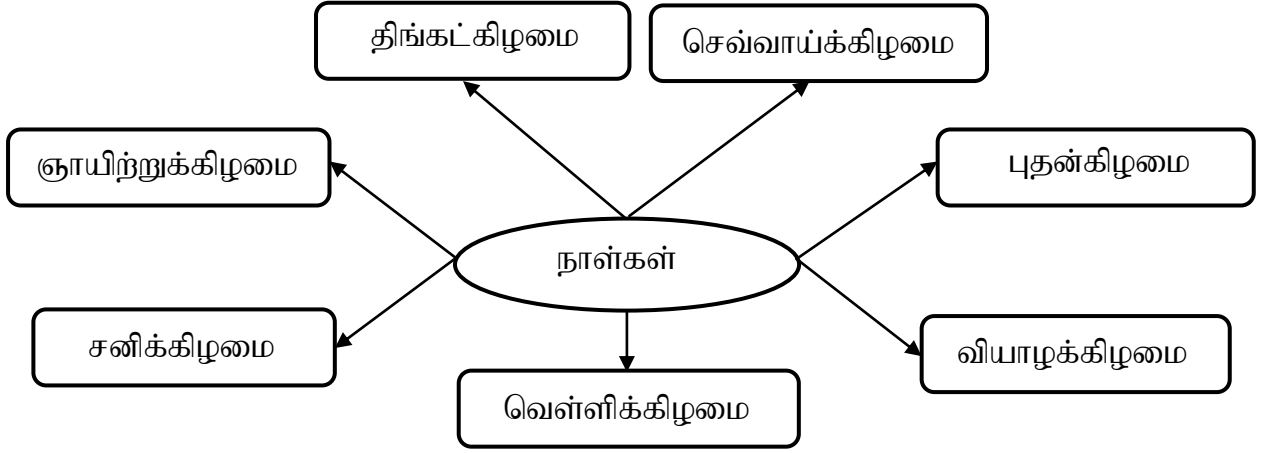 திங்கட்கிழமை
செவ்வாய்க்கிழமை
ஞாயிற்றுக்கிழமை
புதன்கிழமை
நாள்கள்
சனிக்கிழமை
வியாழக்கிழமை
வெள்ளிக்கிழமை